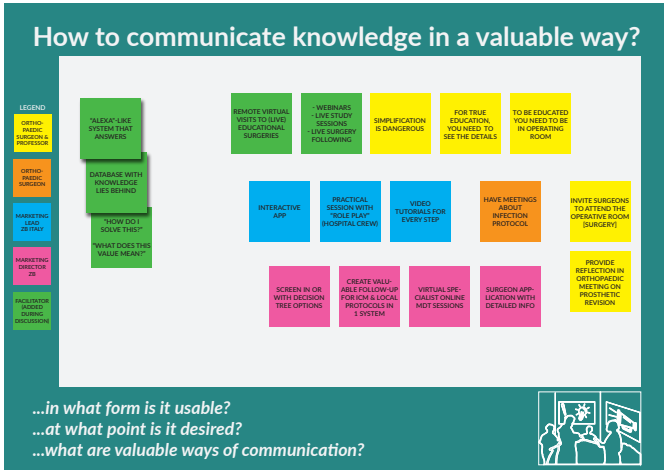 How to communicate knowledge in a valuable way?
LEGEND
ORTHO-
PAEDIC
SURGEON &
PROFESSOR
ORTHO-
PAEDIC
SURGEON
MARKETING
LEAD
ZB ITALY
MARKETING
DIRECTOR
ZB
FACILITATOR
(ADDED
DURING
DISCUSSION)
"ALEXA"-LIKE
SYSTEM THAT
ANSWERS
DATABASE WITH
KNOWLEDGE
LIES BEHIND
"HOW DO I
SOLVE THIS?"
"WHAT DOES THIS
VALUE MEAN?"
REMOTE VIRTUAL
VISITS TO (LIVE)
EDUCATIONAL
SURGERIES
- WEBINARS
- LIVE STUDY
SESSIONS
- LIVE SURGERY
FOLLOWING
SIMPLIFICATION
IS DANGEROUS
FOR TRUE
EDUCATION,
YOU NEED TO
SEE THE DETAILS
TO BE EDUCATED
YOU NEED TO BE
IN OPERATING
ROOM
INTERACTIVE
APP
PRACTICAL
SESSION WITH
"ROLE PLAY"
(HOSPITAL CREW)
VIDEO
TUTORIALS FOR
EVERY STEP
HAVE MEETINGS
ABOUT
INFECTION
PROTOCOL
INVITE SURGEONS
TO ATTEND THE
OPERATIVE ROOM
[SURGERY]
SCREEN IN OR
WITH DECISION
TREE OPTIONS
CREATE VALU-
ABLE FOLLOW-UP
FOR ICM & LOCAL
PROTOCOLS IN
1 SYSTEM
VIRTUAL SPE-
CIALIST ONLINE
MDT SESSIONS
SURGEON APP-
LICATION WITH
DETAILED INFO
PROVIDE
REFLECTION IN
ORTHOPAEDIC
MEETING ON
PROSTHETIC
REVISION
...in what form is it usable?
...at what point is it desired?
...what are valuable ways of communication?